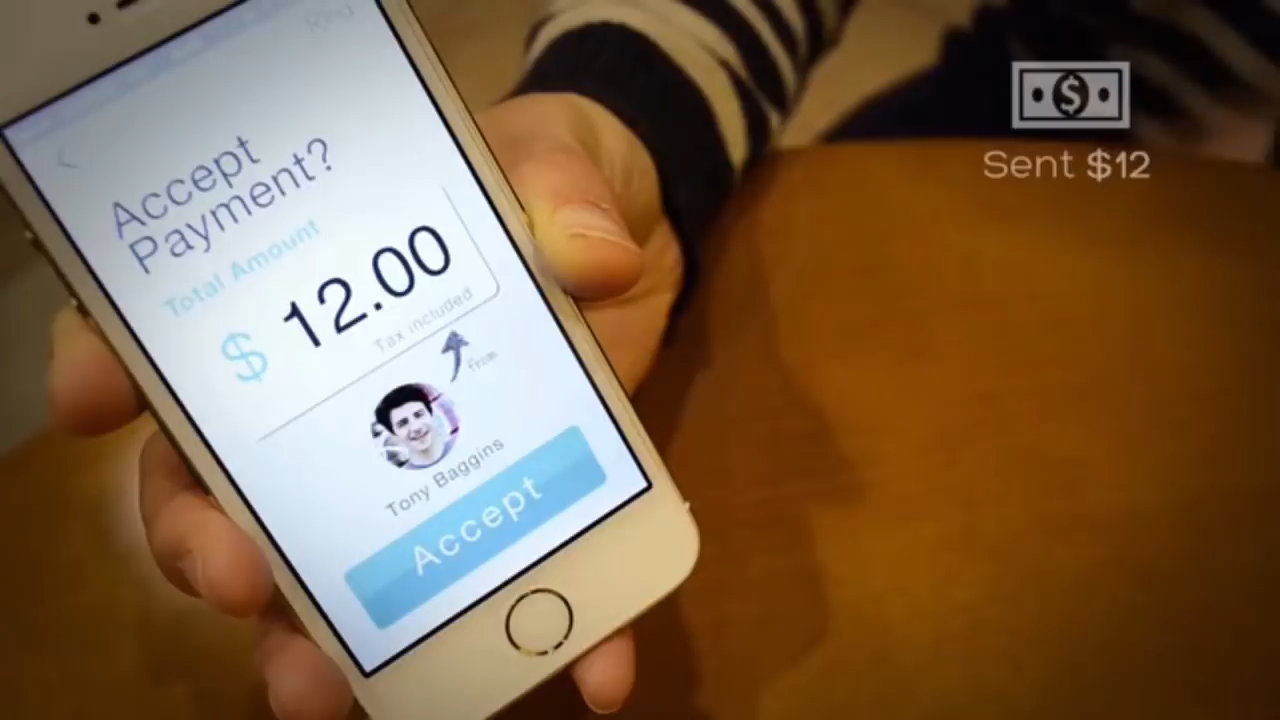 Accept
Payment?
Total Amount
$ 12.00
Tax included
from
Tony Baggins
Accept
Sent $12